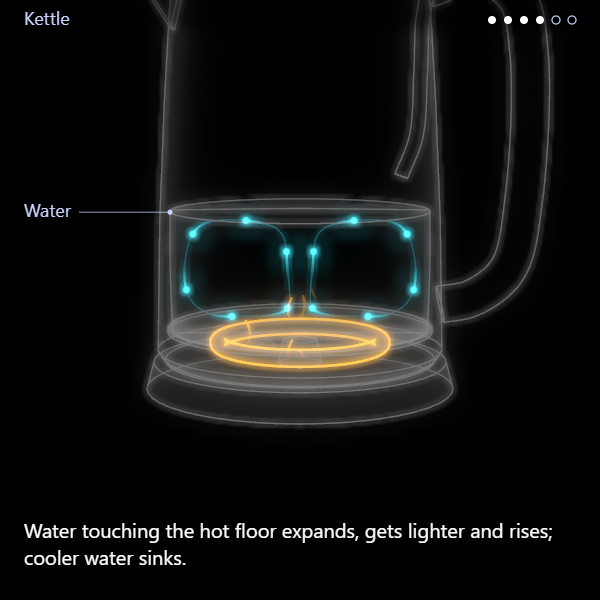 Kettle
Water
Water touching the hot floor expands, gets lighter and rises;
cooler water sinks.